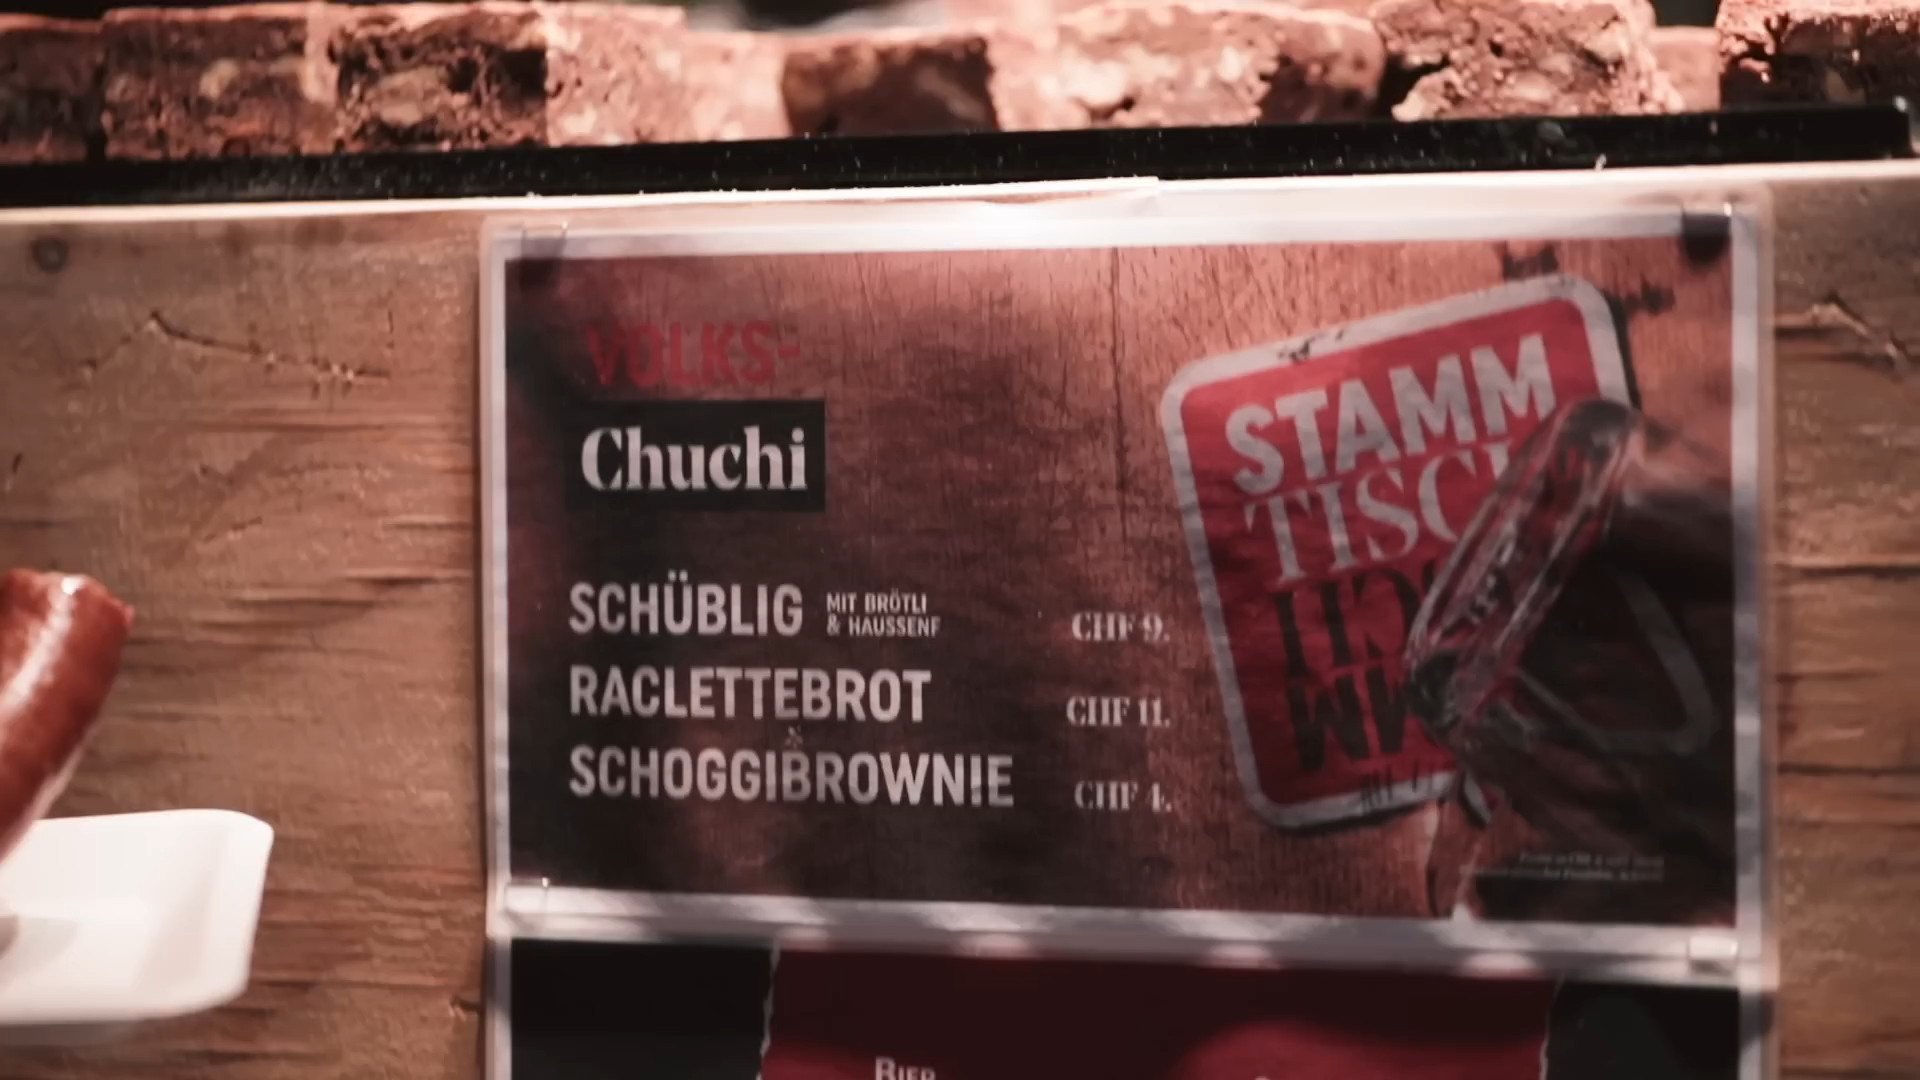 VOLKS-
Chuchi
SCHÜBLIG MIT BRÖTLI & HAUSSENF CHF 9.
RACLETTEBROT CHF 11.
SCHOGGIBROWNIE CHF 4.
STAMM
TISCH
BIER